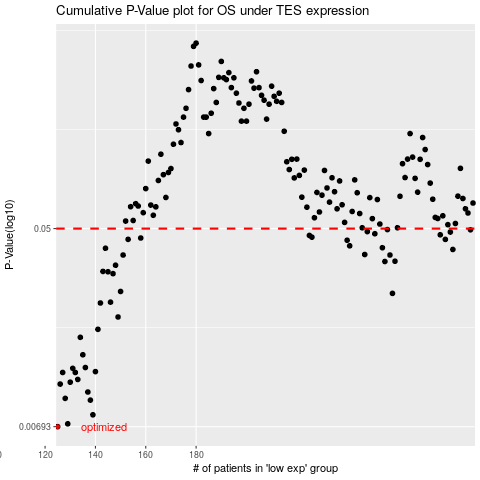 Cumulative P-Value plot for OS under TES expression
P-Value(log10)
0.05
0.00693
optimized
0 120 140 160 180
# of patients in 'low exp' group